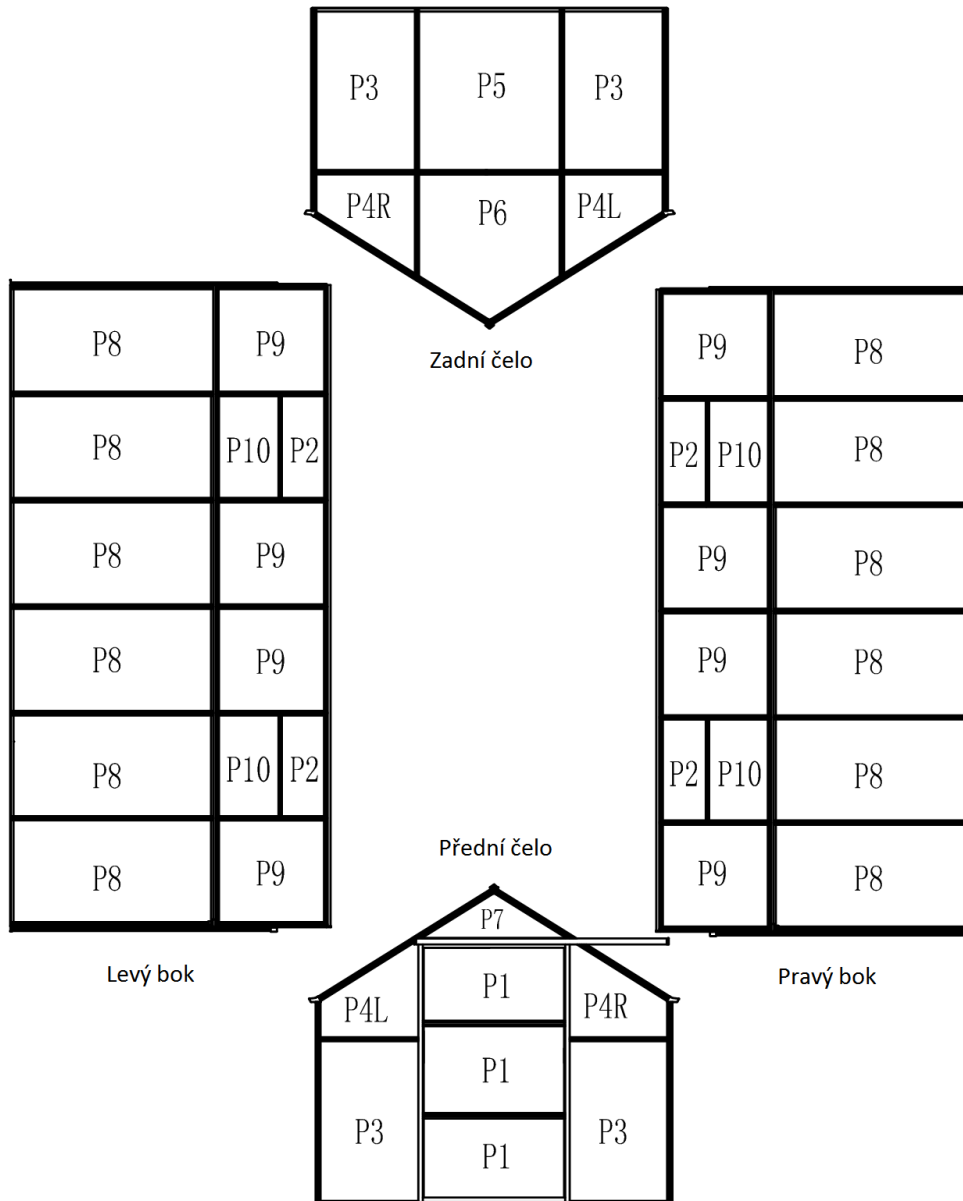 P3 P5 P3
P4R P6 P4L
Zadní čelo
P8 P9
P8 P10 P2
P8 P9
P8 P9
P8 P10 P2
P8 P9
Levý bok
P9 P8
P2 P10 P8
P9 P8
P9 P8
P2 P10 P8
P9 P8
Pravý bok
Přední čelo
P7
P4L P1 P4R
P1
P3 P1 P3